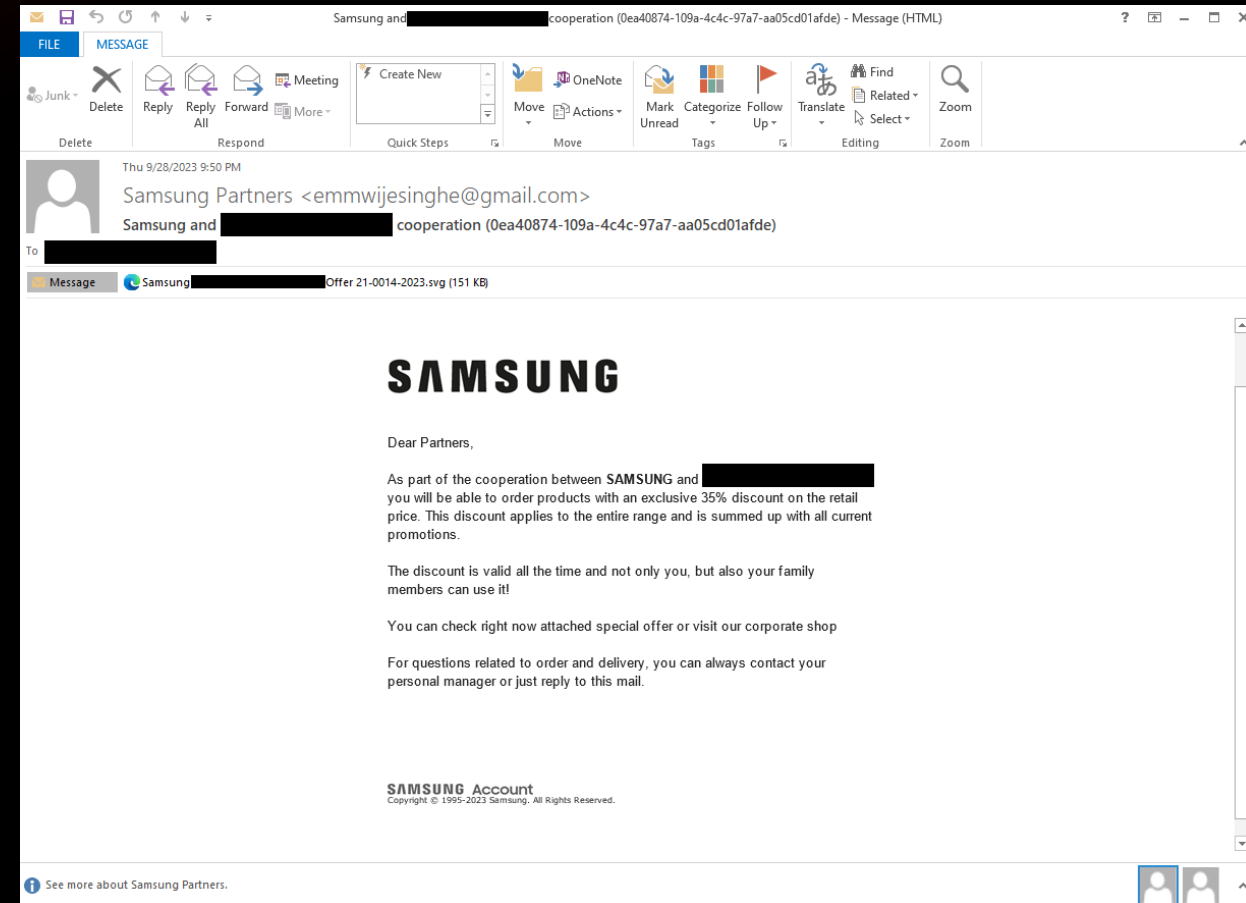 Samsung and cooperation (0ea40874-109a-4c4c-97a7-aa05cd01afde) - Message (HTML)
FILE MESSAGE
Junk
Delete
Reply
Reply All
Forward
Meeting
More
Create New
Move
OneNote
Actions
Mark Unread
Categorize
Follow Up
Translate
Find
Related
Select
Zoom
Delete Respond Quick Steps Move Tags Editing Zoom
Thu 9/28/2023 9:50 PM
Samsung Partners <emmwijesinghe@gmail.com>
Samsung and cooperation (0ea40874-109a-4c4c-97a7-aa05cd01afde)
To
Message Samsung Offer 21-0014-2023.svg (151 KB)
SAMSUNG
Dear Partners,
As part of the cooperation between SAMSUNG and
you will be able to order products with an exclusive 35% discount on the retail
price. This discount applies to the entire range and is summed up with all current
promotions.
The discount is valid all the time and not only you, but also your family
members can use it!
You can check right now attached special offer or visit our corporate shop
For questions related to order and delivery, you can always contact your
personal manager or just reply to this mail.
SAMSUNG Account
Copyright © 1995-2023 Samsung. All Rights Reserved.
See more about Samsung Partners.